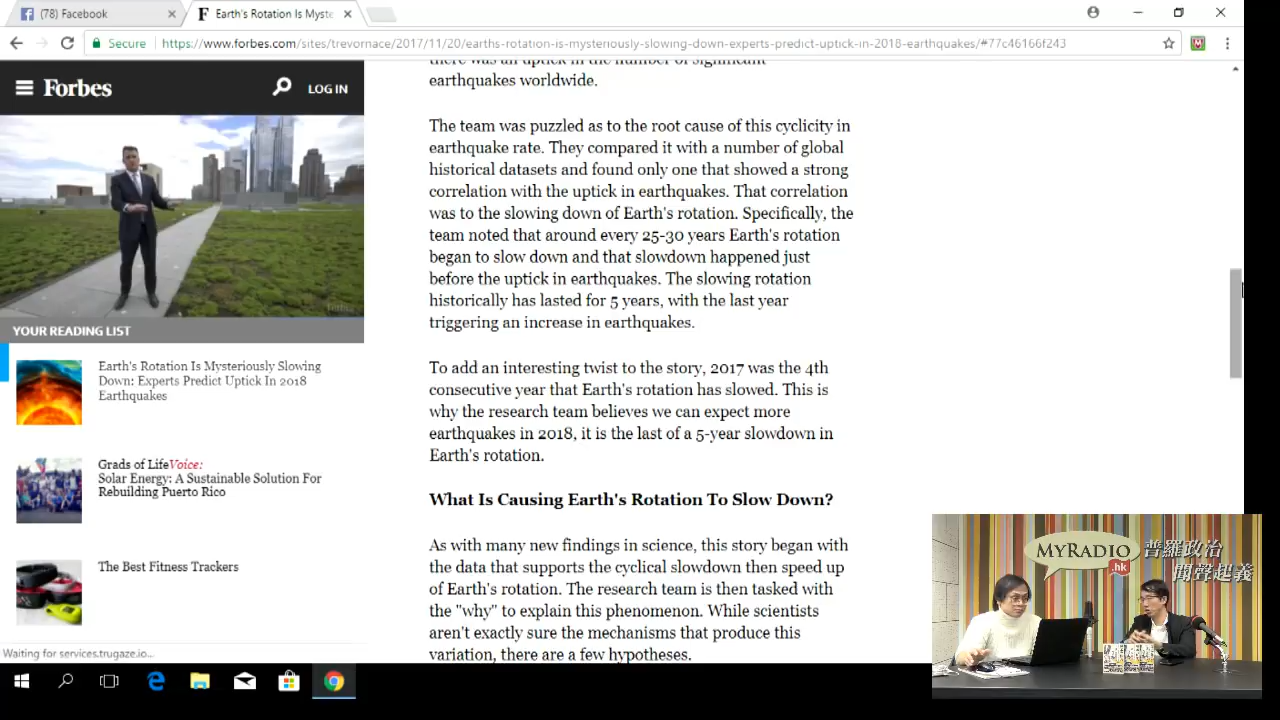 (78) Facebook
Earth's Rotation Is Myste
Secure
https://www.forbes.com/sites/trevornace/2017/11/20/earths-rotation-is-mysteriously-slowing-down-experts-predict-uptick-in-2018-earthquakes/#77c46166f243
Forbes
LOG IN
Forbes
YOUR READING LIST
Earth's Rotation Is Mysteriously Slowing
Down: Experts Predict Uptick In 2018
Earthquakes
Grads of LifeVoice:
Solar Energy: A Sustainable Solution For
Rebuilding Puerto Rico
The Best Fitness Trackers
Waiting for services.trugaze.io...
there was an uptick in the number of significant
earthquakes worldwide.
The team was puzzled as to the root cause of this cyclicity in
earthquake rate. They compared it with a number of global
historical datasets and found only one that showed a strong
correlation with the uptick in earthquakes. That correlation
was to the slowing down of Earth's rotation. Specifically, the
team noted that around every 25-30 years Earth's rotation
began to slow down and that slowdown happened just
before the uptick in earthquakes. The slowing rotation
historically has lasted for 5 years, with the last year
triggering an increase in earthquakes.
To add an interesting twist to the story, 2017 was the 4th
consecutive year that Earth's rotation has slowed. This is
why the research team believes we can expect more
earthquakes in 2018, it is the last of a 5-year slowdown in
Earth's rotation.
What Is Causing Earth's Rotation To Slow Down?
As with many new findings in science, this story began with
the data that supports the cyclical slowdown then speed up
of Earth's rotation. The research team is then tasked with
the "why" to explain this phenomenon. While scientists
aren't exactly sure the mechanisms that produce this
variation, there are a few hypotheses.
MYRADIO
.hk
普羅政治
聞聲起義